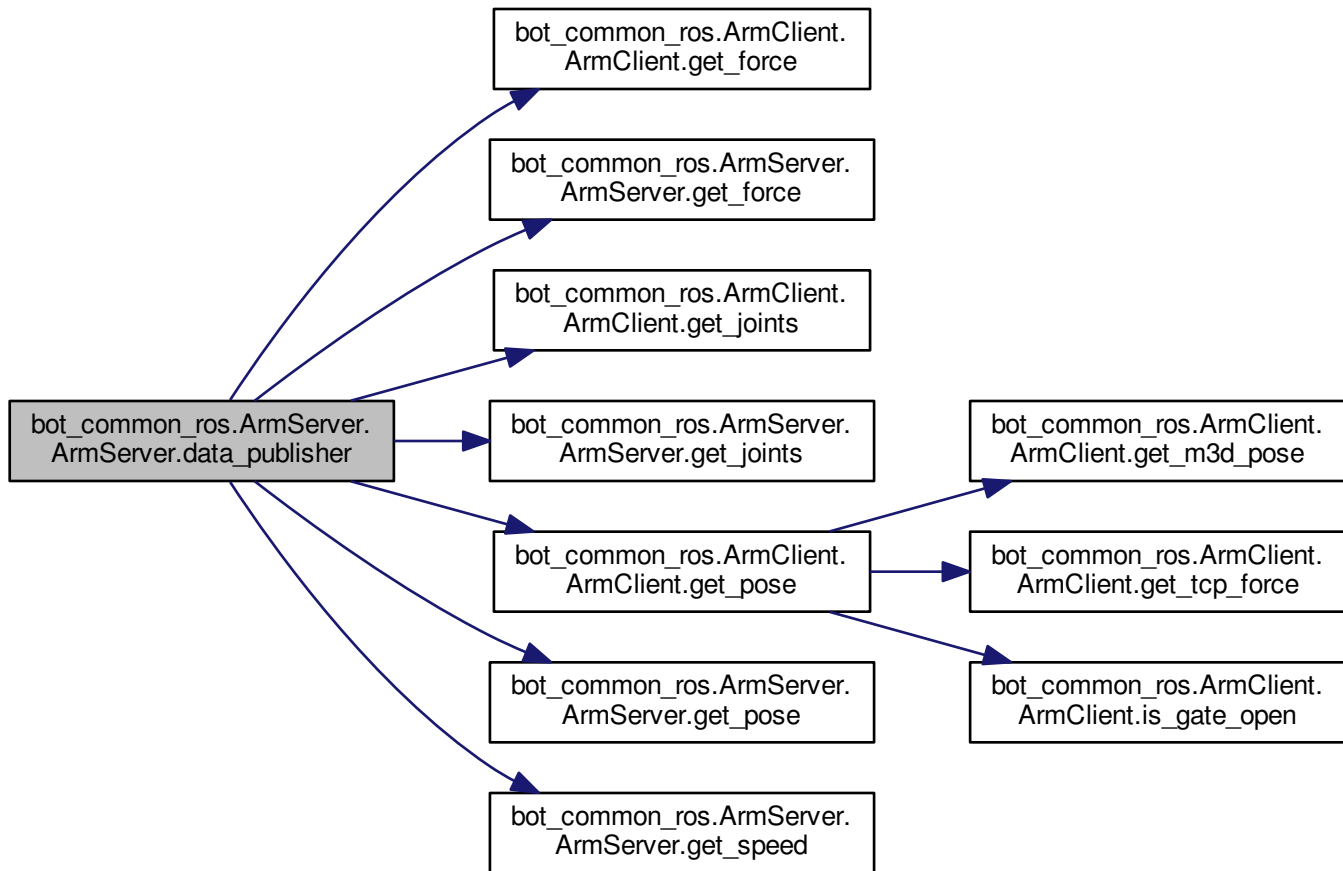 bot_common_ros.ArmClient.
ArmClient.get_force
bot_common_ros.ArmServer.
ArmServer.get_force
bot_common_ros.ArmClient.
ArmClient.get_joints
bot_common_ros.ArmServer.
ArmServer.data_publisher
bot_common_ros.ArmServer.
ArmServer.get_joints
bot_common_ros.ArmClient.
ArmClient.get_m3d_pose
bot_common_ros.ArmClient.
ArmClient.get_pose
bot_common_ros.ArmClient.
ArmClient.get_tcp_force
bot_common_ros.ArmServer.
ArmServer.get_pose
bot_common_ros.ArmClient.
ArmClient.is_gate_open
bot_common_ros.ArmServer.
ArmServer.get_speed